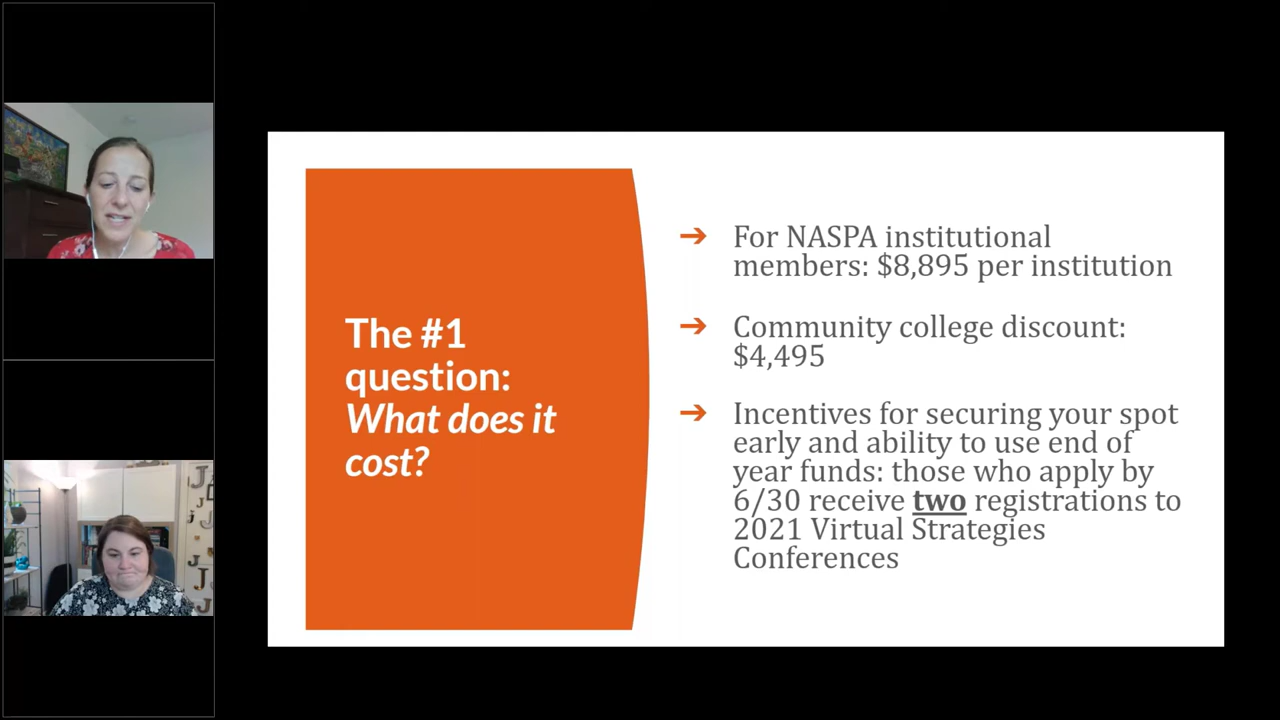 The #1
question:
What does it
cost?
➔ For NASPA institutional
members: $8,895 per institution
➔ Community college discount:
$4,495
➔ Incentives for securing your spot
early and ability to use end of
year funds: those who apply by
6/30 receive two registrations to
2021 Virtual Strategies
Conferences